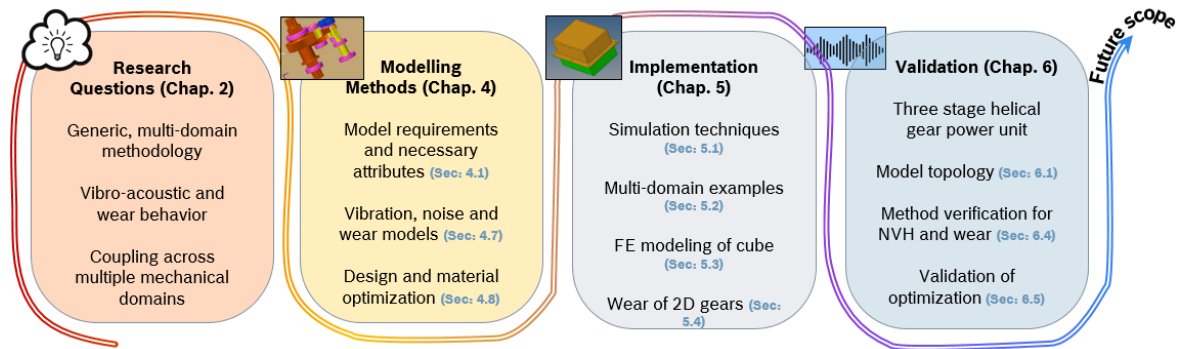 Research
Questions (Chap. 2)
Generic, multi-domain
methodology
Vibro-acoustic and
wear behavior
Coupling across
multiple mechanical
domains
Modelling
Methods (Chap. 4)
Model requirements
and necessary
attributes (Sec: 4.1)
Vibration, noise and
wear models (Sec: 4.7)
Design and material
optimization (Sec: 4.8)
Implementation
(Chap. 5)
Simulation techniques
(Sec: 5.1)
Multi-domain examples
(Sec: 5.2)
FE modeling of cube
(Sec: 5.3)
Wear of 2D gears (Sec:
5.4)
Validation (Chap. 6)
Three stage helical
gear power unit
Model topology (Sec: 6.1)
Method verification for
NVH and wear (Sec: 6.4)
Validation of
optimization (Sec: 6.5)
Future scope